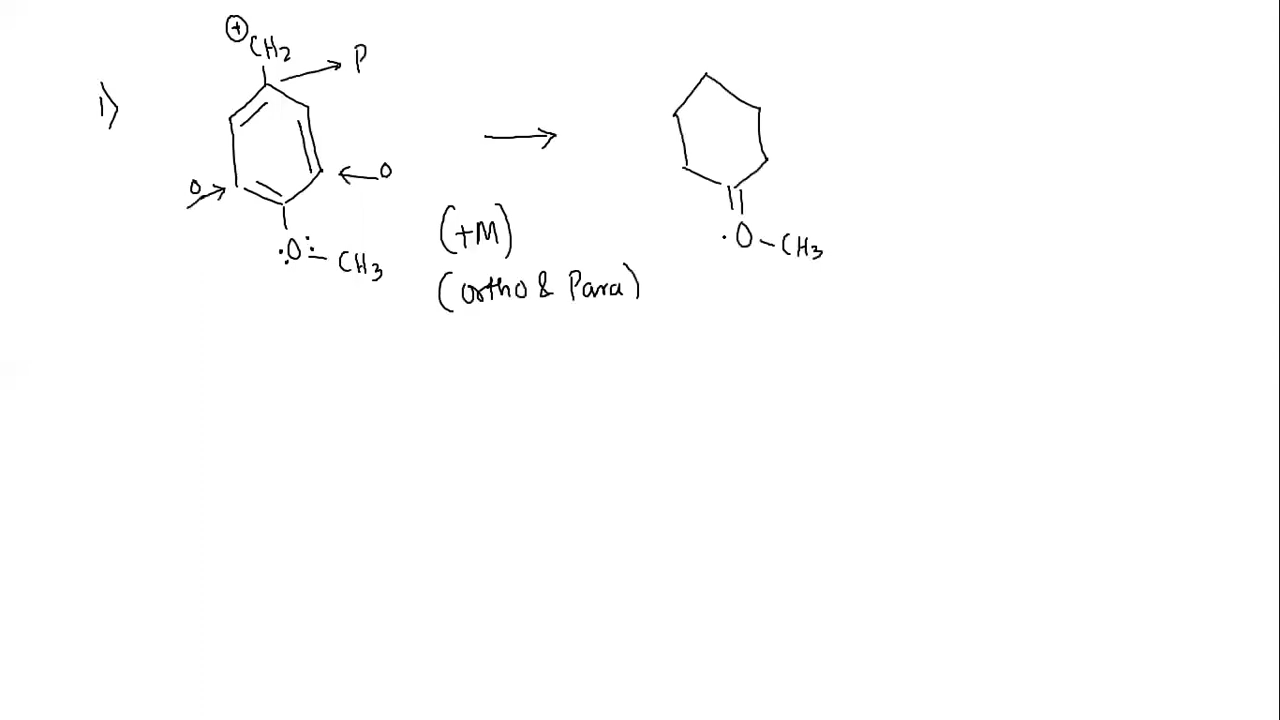 ⊕
CH2
→ P
1)
→
o →
← o
:Ö – CH3
(+M)
(ortho & Para)
·O – CH3